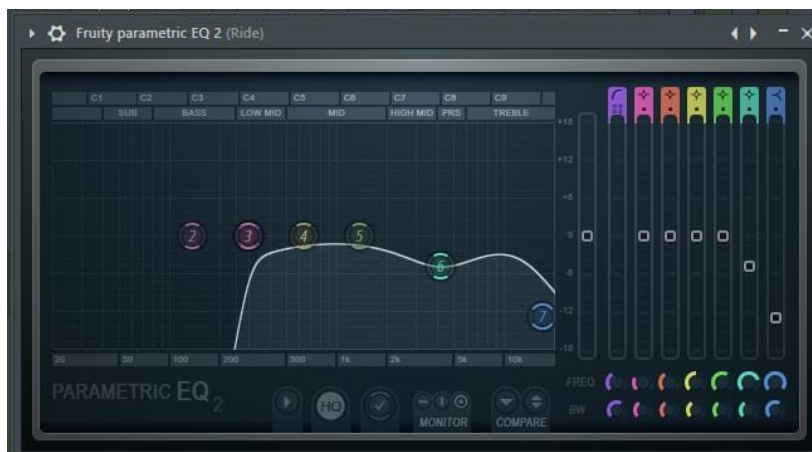 Fruity parametric EQ 2 (Ride)
C1 C2 C3 C4 C5 C6 C7 C8 C9
SUB BASS LOW MID MID HIGH MID PRS TREBLE
+18
+12
+6
2 3 4 5 0
6 -6
7 -12
-18
20 50 100 200 500 1k 2k 5k 10k
PARAMETRIC EQ 2
HQ
MONITOR COMPARE
FREQ
BW